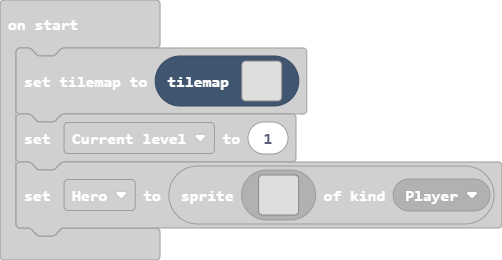 on start
set tilemap to tilemap
set Current level to 1
set Hero to sprite of kind Player